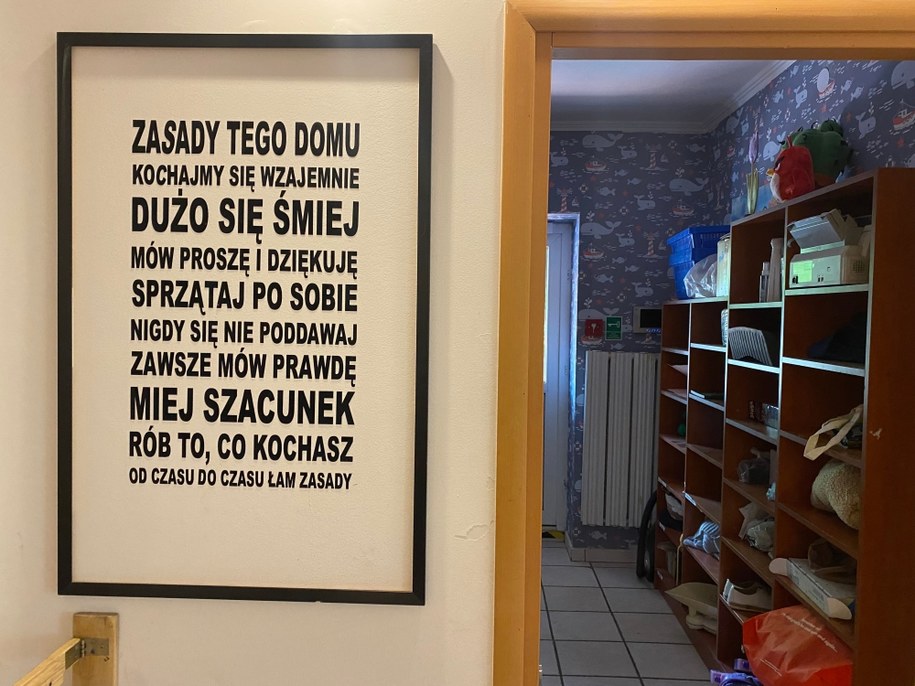 ZASADY TEGO DOMU
KOCHAJMY SIĘ WZAJEMNIE
DUŻO SIĘ ŚMIEJ
MÓW PROSZĘ I DZIĘKUJĘ
SPRZĄTAJ PO SOBIE
NIGDY SIĘ NIE PODDAWAJ
ZAWSZE MÓW PRAWDĘ
MIEJ SZACUNEK
RÓB TO, CO KOCHASZ
OD CZASU DO CZASU ŁAM ZASADY